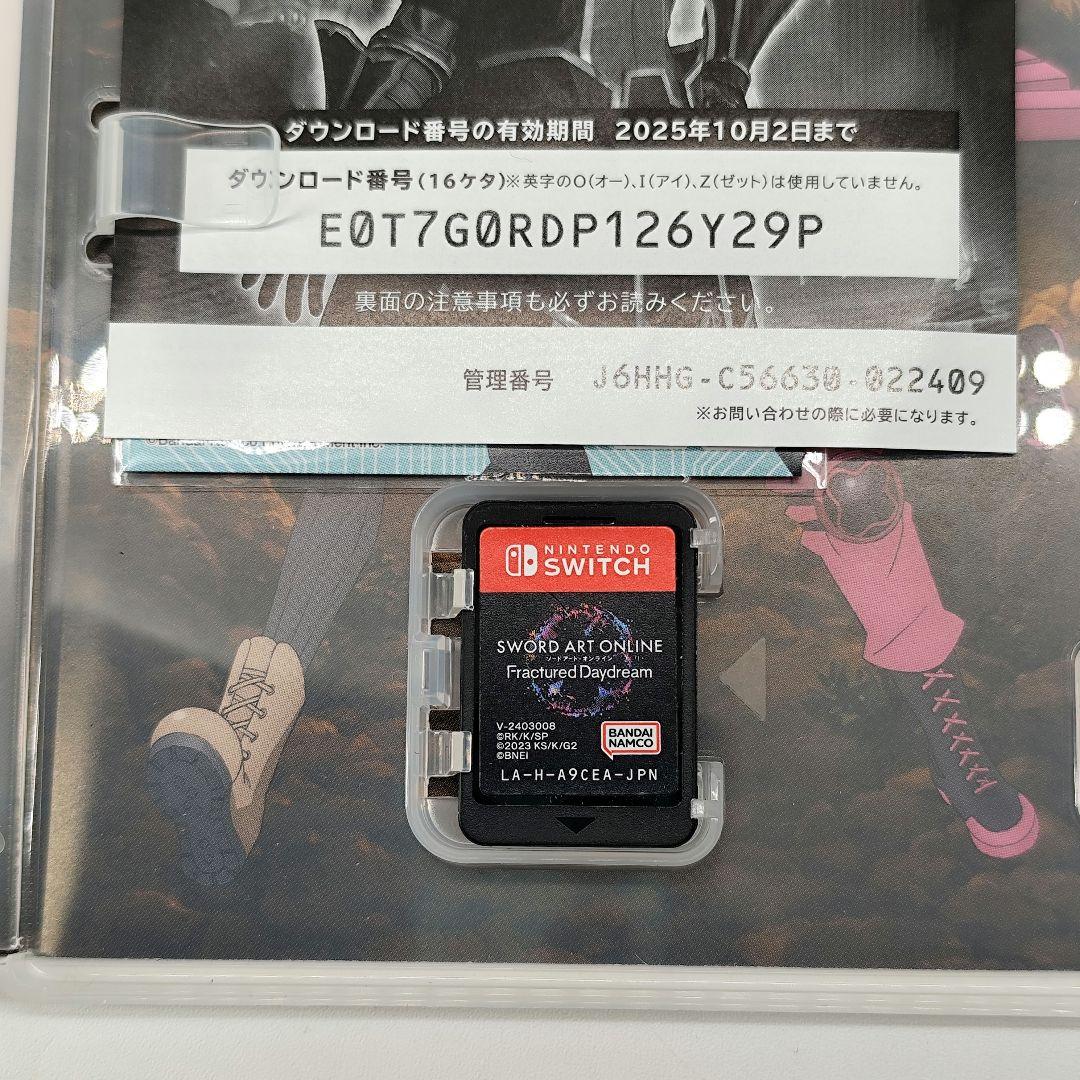 ダウンロード番号の有効期間 2025年10月2日まで
ダウンロード番号(16ケタ)※英字のO(オー)、I(アイ)、Z(ゼット)は使用していません。
E0T7G0RDP126Y29P
裏面の注意事項も必ずお読みください。
管理番号 J6HHG-C56630-022409
※お問い合わせの際に必要になります。
NINTENDO
SWITCH
SWORD ART ONLINE
ソードアート・オンライン
Fractured Daydream
V-2403008
©RK/K/SP
©2023 KS/K/G2
©BNEI
BANDAI
NAMCO
LA-H-A9CEA-JPN